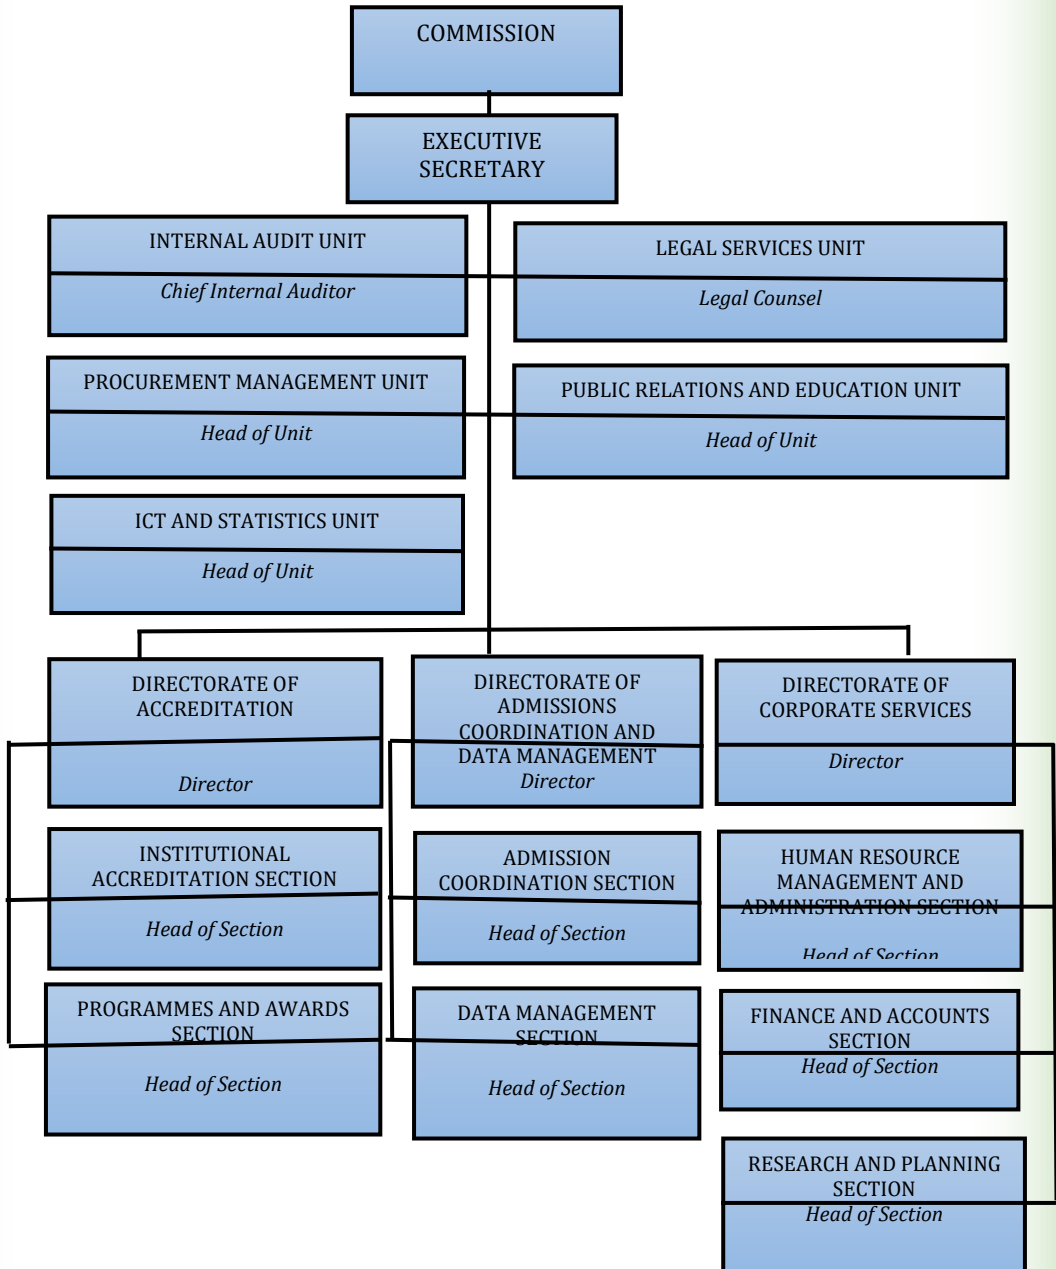 COMMISSION
EXECUTIVE
SECRETARY
INTERNAL AUDIT UNIT
Chief Internal Auditor
LEGAL SERVICES UNIT
Legal Counsel
PROCUREMENT MANAGEMENT UNIT
Head of Unit
PUBLIC RELATIONS AND EDUCATION UNIT
Head of Unit
ICT AND STATISTICS UNIT
Head of Unit
DIRECTORATE OF
ACCREDITATION
Director
DIRECTORATE OF
ADMISSIONS
COORDINATION AND
DATA MANAGEMENT
Director
DIRECTORATE OF
CORPORATE SERVICES
Director
INSTITUTIONAL
ACCREDITATION SECTION
Head of Section
ADMISSION
COORDINATION SECTION
Head of Section
HUMAN RESOURCE
MANAGEMENT AND
ADMINISTRATION SECTION
Head of Section
PROGRAMMES AND AWARDS
SECTION
Head of Section
DATA MANAGEMENT
SECTION
Head of Section
FINANCE AND ACCOUNTS
SECTION
Head of Section
RESEARCH AND PLANNING
SECTION
Head of Section